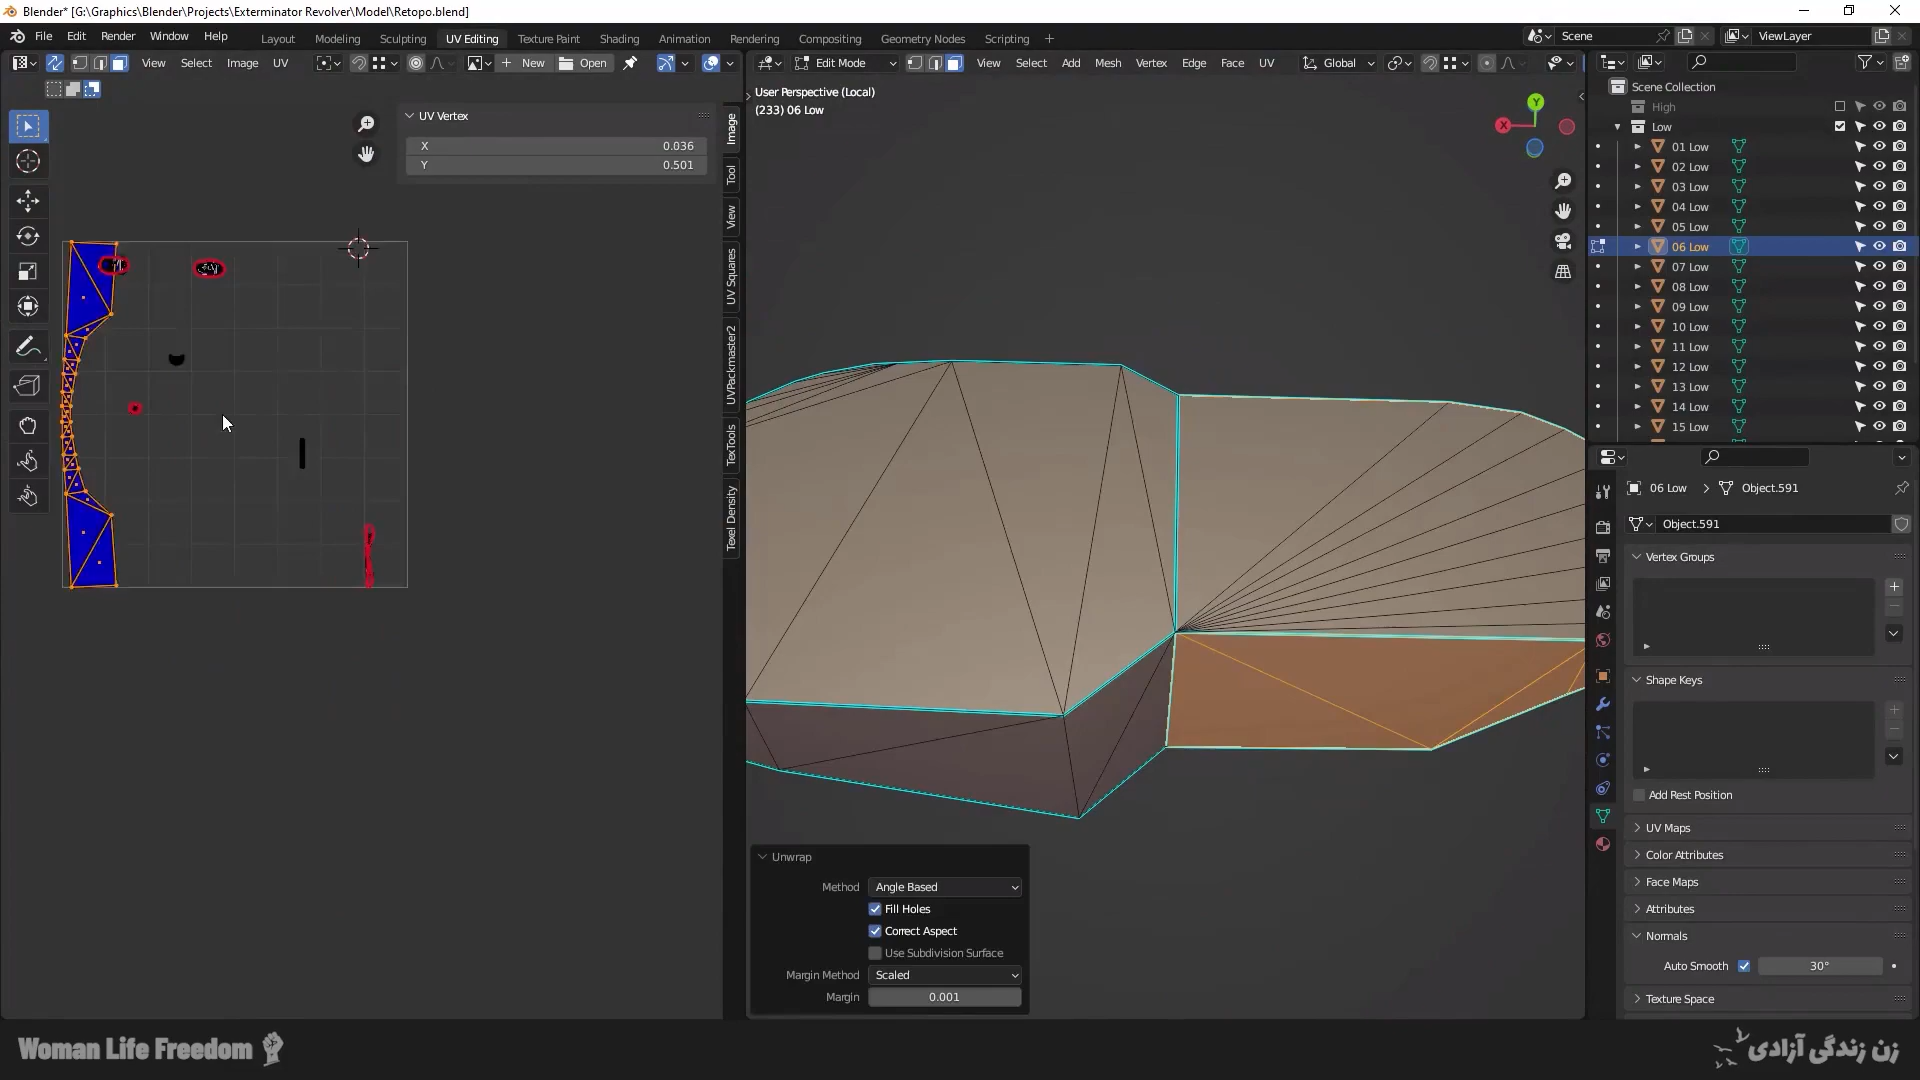 Blender* [G:\Graphics\Blender\Projects\Exterminator Revolver\Model\Retopo.blend]
File Edit Render Window Help Layout Modeling Sculpting UV Editing Texture Paint Shading Animation Rendering Compositing Geometry Nodes Scripting + Scene ViewLayer
View Select Image UV New Open Edit Mode View Select Add Mesh Vertex Edge Face UV Global
UV Vertex
X 0.036
Y 0.501
Image
Tool
View
UV Squares
UVPackmaster2
TexTools
Texel Density
User Perspective (Local)
(233) 06 Low
Y
X
Unwrap
Method Angle Based
Fill Holes
Correct Aspect
Use Subdivision Surface
Margin Method Scaled
Margin 0.001
Scene Collection
High
Low
01 Low
02 Low
03 Low
04 Low
05 Low
06 Low
07 Low
08 Low
09 Low
10 Low
11 Low
12 Low
13 Low
14 Low
15 Low
06 Low > Object.591
Object.591
Vertex Groups
Shape Keys
Add Rest Position
UV Maps
Color Attributes
Face Maps
Attributes
Normals
Auto Smooth 30°
Texture Space
Woman Life Freedom
زن زندگی آزادی